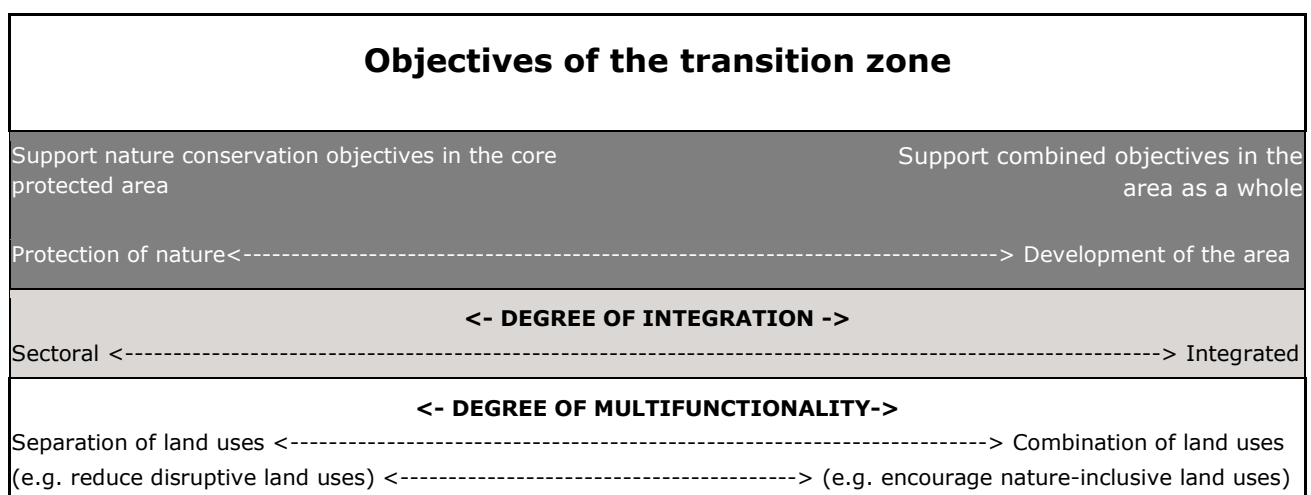 Objectives of the transition zone
Support nature conservation objectives in the core
protected area
Support combined objectives in the
area as a whole
Protection of nature<-----------------------------------------------------------------------------> Development of the area
<- DEGREE OF INTEGRATION ->
Sectoral <-----------------------------------------------------------------------------------------------------------> Integrated
<- DEGREE OF MULTIFUNCTIONALITY->
Separation of land uses <------------------------------------------------------------------------> Combination of land uses
(e.g. reduce disruptive land uses) <-----------------------------------------> (e.g. encourage nature-inclusive land uses)